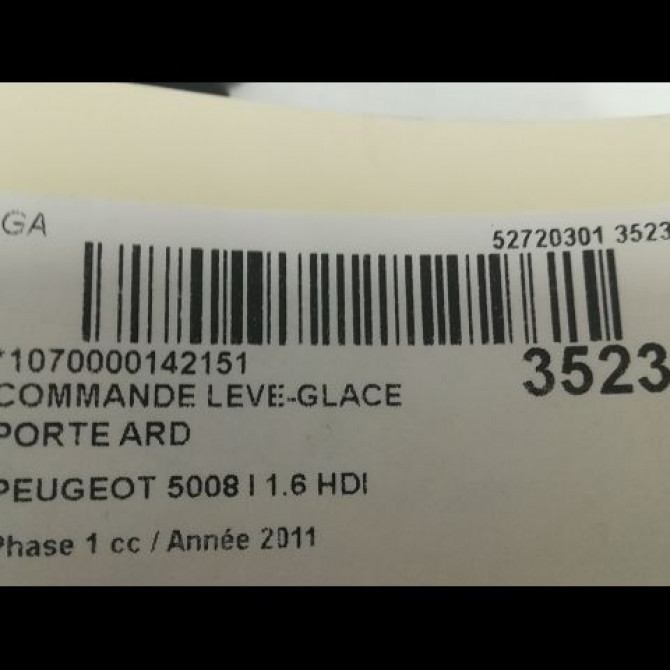 GA
52720301 3523
*1070000142151
3523
COMMANDE LEVE-GLACE
PORTE ARD
PEUGEOT 5008 I 1.6 HDI
Phase 1 cc / Année 2011